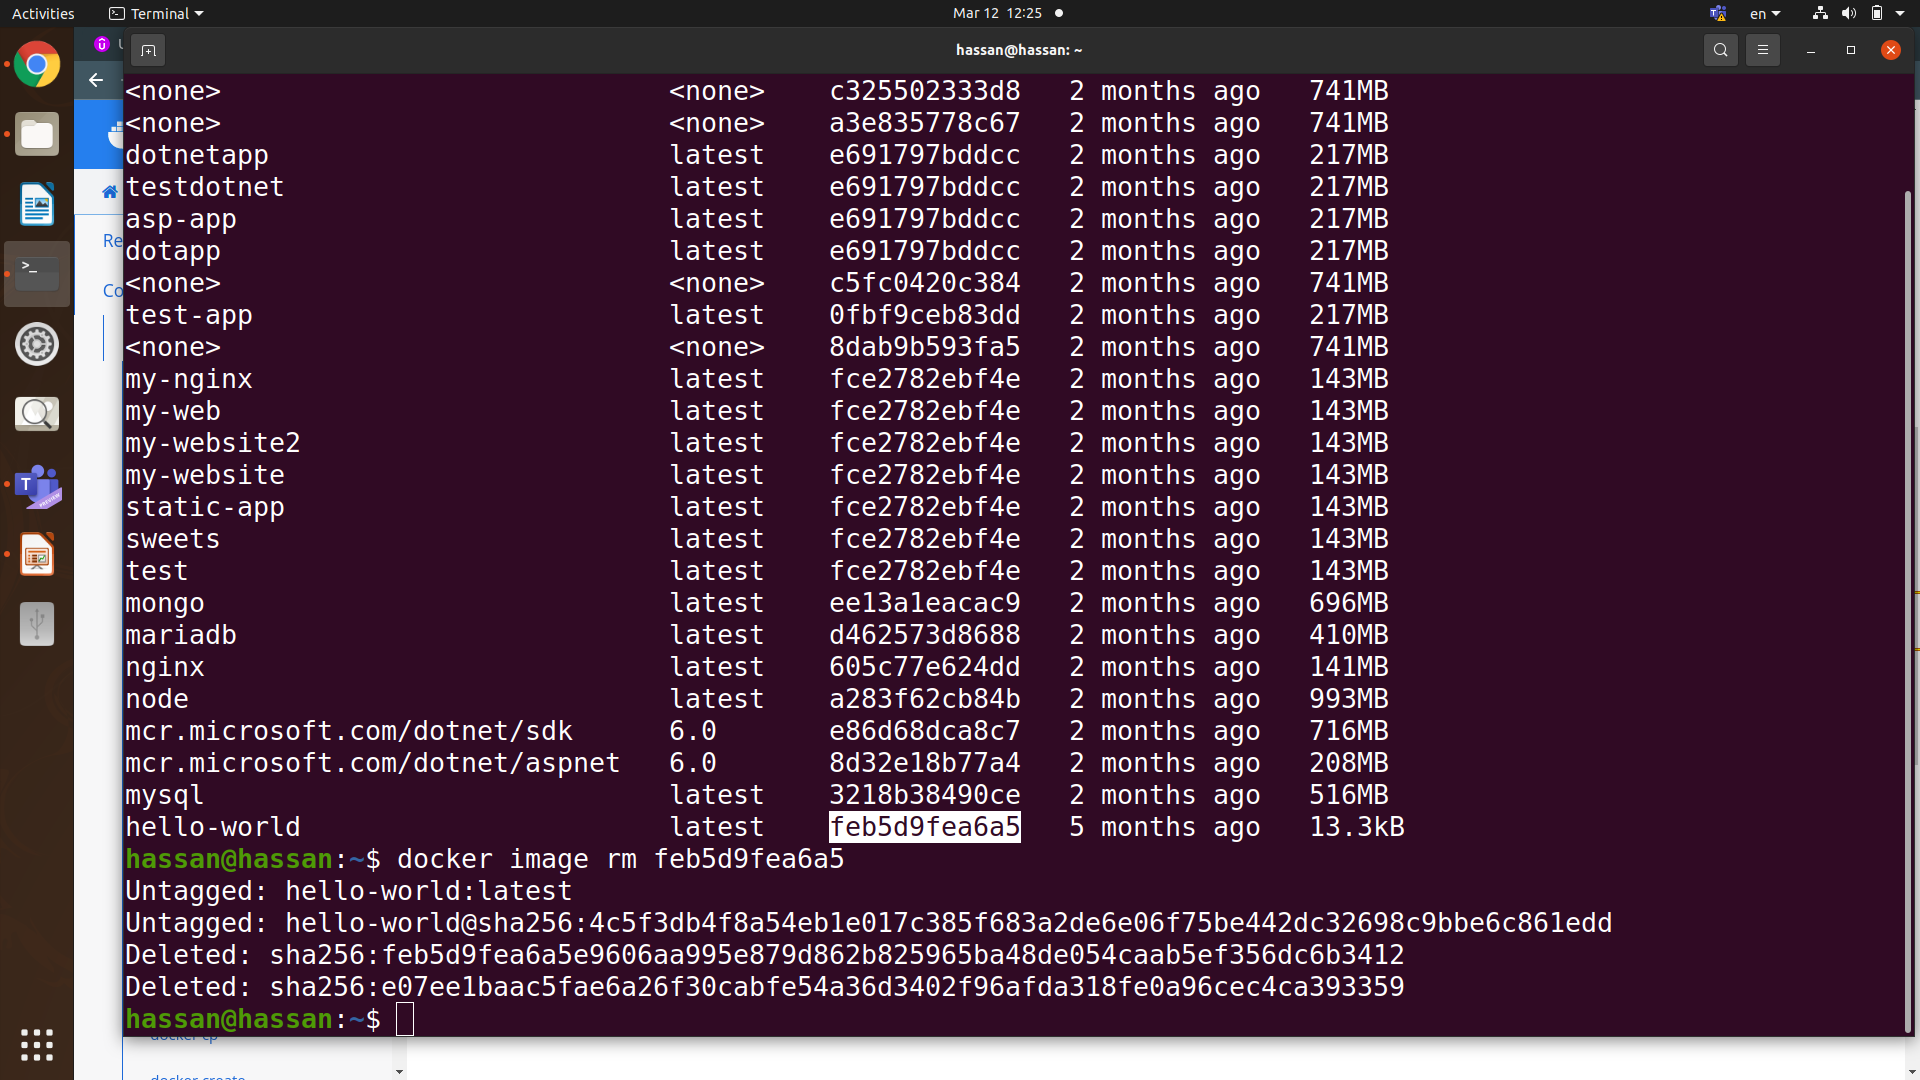 Activities Terminal Mar 12 12:25 en
hassan@hassan: ~
<none> <none> c325502333d8 2 months ago 741MB
<none> <none> a3e835778c67 2 months ago 741MB
dotnetapp latest e691797bddcc 2 months ago 217MB
testdotnet latest e691797bddcc 2 months ago 217MB
asp-app latest e691797bddcc 2 months ago 217MB
dotapp latest e691797bddcc 2 months ago 217MB
<none> <none> c5fc0420c384 2 months ago 741MB
test-app latest 0fbf9ceb83dd 2 months ago 217MB
<none> <none> 8dab9b593fa5 2 months ago 741MB
my-nginx latest fce2782ebf4e 2 months ago 143MB
my-web latest fce2782ebf4e 2 months ago 143MB
my-website2 latest fce2782ebf4e 2 months ago 143MB
my-website latest fce2782ebf4e 2 months ago 143MB
static-app latest fce2782ebf4e 2 months ago 143MB
sweets latest fce2782ebf4e 2 months ago 143MB
test latest fce2782ebf4e 2 months ago 143MB
mongo latest ee13a1eacac9 2 months ago 696MB
mariadb latest d462573d8688 2 months ago 410MB
nginx latest 605c77e624dd 2 months ago 141MB
node latest a283f62cb84b 2 months ago 993MB
mcr.microsoft.com/dotnet/sdk 6.0 e86d68dca8c7 2 months ago 716MB
mcr.microsoft.com/dotnet/aspnet 6.0 8d32e18b77a4 2 months ago 208MB
mysql latest 3218b38490ce 2 months ago 516MB
hello-world latest feb5d9fea6a5 5 months ago 13.3kB
hassan@hassan:~$ docker image rm feb5d9fea6a5
Untagged: hello-world:latest
Untagged: hello-world@sha256:4c5f3db4f8a54eb1e017c385f683a2de6e06f75be442dc32698c9bbe6c861edd
Deleted: sha256:feb5d9fea6a5e9606aa995e879d862b825965ba48de054caab5ef356dc6b3412
Deleted: sha256:e07ee1baac5fae6a26f30cabfe54a36d3402f96afda318fe0a96cec4ca393359
hassan@hassan:~$
Re
Co
docker cp
docker create